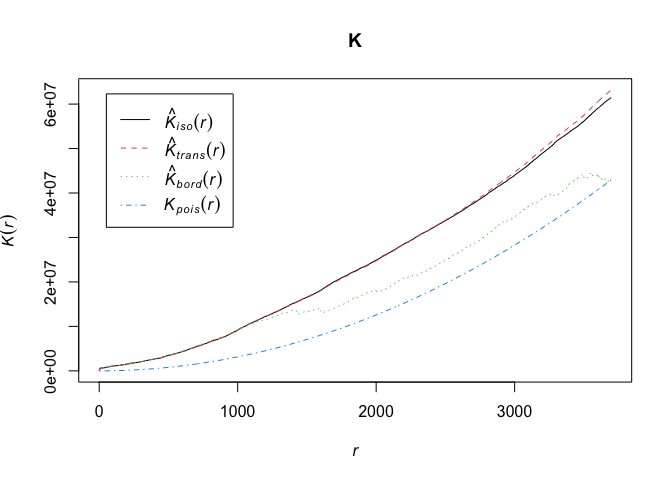 K
K̂iso(r)
K̂trans(r)
K̂bord(r)
Kpois(r)
K(r)
6e+07
4e+07
2e+07
0e+00
0 1000 2000 3000
r